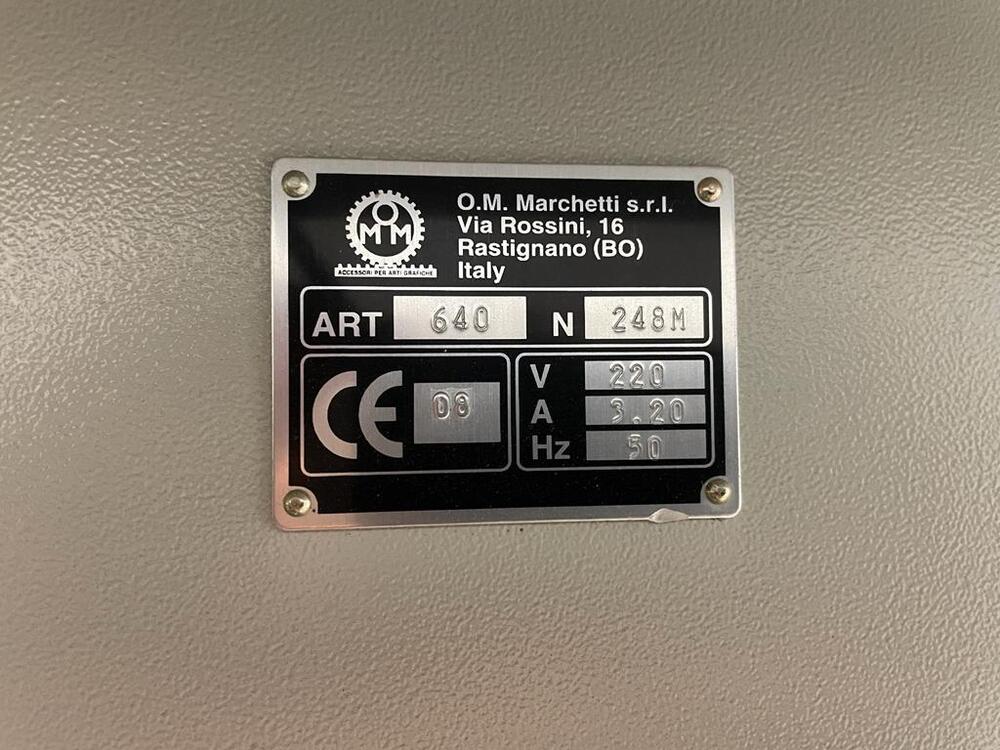 OMM
ACCESSORI PER ARTI GRAFICHE
O.M. Marchetti s.r.l.
Via Rossini, 16
Rastignano (BO)
Italy
ART 640 N 248M
CE 08
V 220
A 3.20
Hz 50